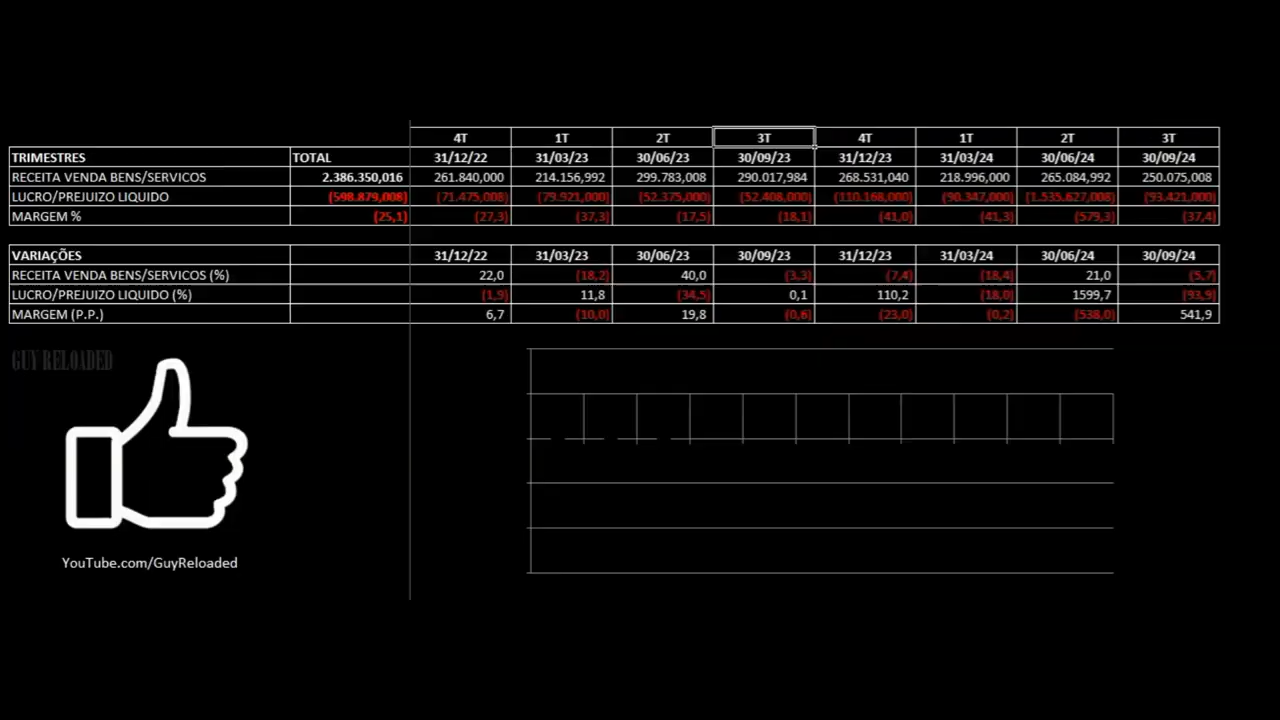 4T 1T 2T 3T 4T 1T 2T 3T
TRIMESTRES TOTAL 31/12/22 31/03/23 30/06/23 30/09/23 31/12/23 31/03/24 30/06/24 30/09/24
RECEITA VENDA BENS/SERVICOS 2.386.350,016 261.840,000 214.156,992 299.783,008 290.017,984 268.531,040 218.996,000 265.084,992 250.075,008
LUCRO/PREJUIZO LIQUIDO (598.879,008) (71.475,008) (79.921,000) (52.375,000) (52.408,000) (110.168,000) (90.347,000) (1.535.627,008) (93.421,000)
MARGEM % (25,1) (27,3) (37,3) (17,5) (18,1) (41,0) (41,3) (579,3) (37,4)
VARIAÇÕES 31/12/22 31/03/23 30/06/23 30/09/23 31/12/23 31/03/24 30/06/24 30/09/24
RECEITA VENDA BENS/SERVICOS (%) 22,0 (18,2) 40,0 (3,3) (7,4) (18,4) 21,0 (5,7)
LUCRO/PREJUIZO LIQUIDO (%) (1,9) 11,8 (34,5) 0,1 110,2 (18,0) 1599,7 (93,9)
MARGEM (P.P.) 6,7 (10,0) 19,8 (0,6) (23,0) (0,2) (538,0) 541,9
GUY RELOADED
YouTube.com/GuyReloaded